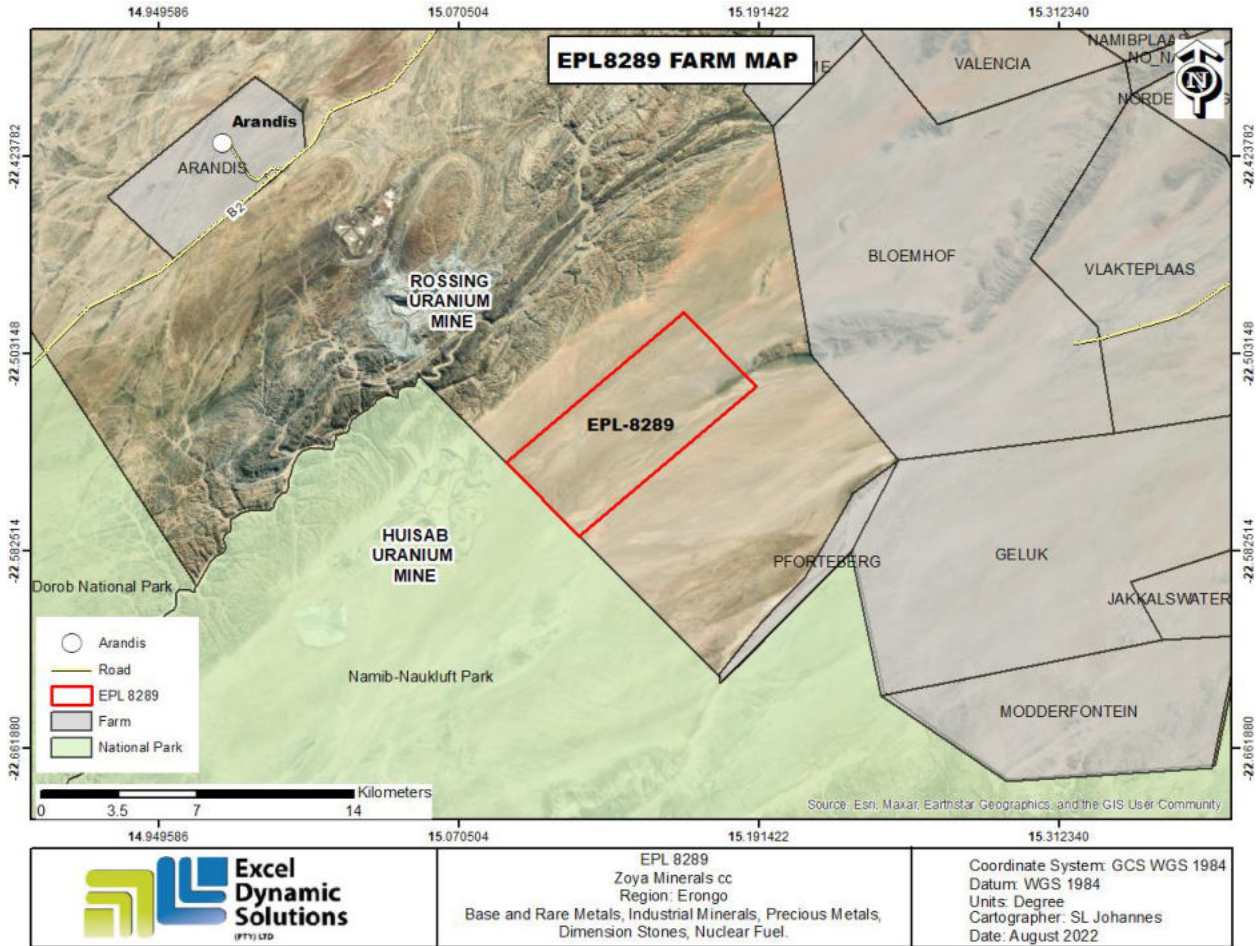 14.949586
15.070504
15.191422
15.312340
EPL8289 FARM MAP
VALENCIA
N
Arandis
ARANDIS
B2
-22.423782
-22.423782
BLOEMHOF
VLAKTEPLAAS
ROSSING
URANIUM
MINE
-22.503148
-22.503148
EPL-8289
HUISAB
URANIUM
MINE
-22.582514
-22.582514
PFORTEBERG
GELUK
JAKKALSWATER
Dorob National Park
Namib-Naukluft Park
MODDERFONTEIN
Arandis
Road
EPL 8289
Farm
National Park
-22.661880
-22.661880
Kilometers
0 3.5 7 14
Source: Esri, Maxar, Earthstar Geographics, and the GIS User Community
14.949586
15.070504
15.191422
15.312340
Excel
Dynamic
Solutions
(PTY) LTD
EPL 8289
Zoya Minerals cc
Region: Erongo
Base and Rare Metals, Industrial Minerals, Precious Metals,
Dimension Stones, Nuclear Fuel.
Coordinate System: GCS WGS 1984
Datum: WGS 1984
Units: Degree
Cartographer: SL Johannes
Date: August 2022